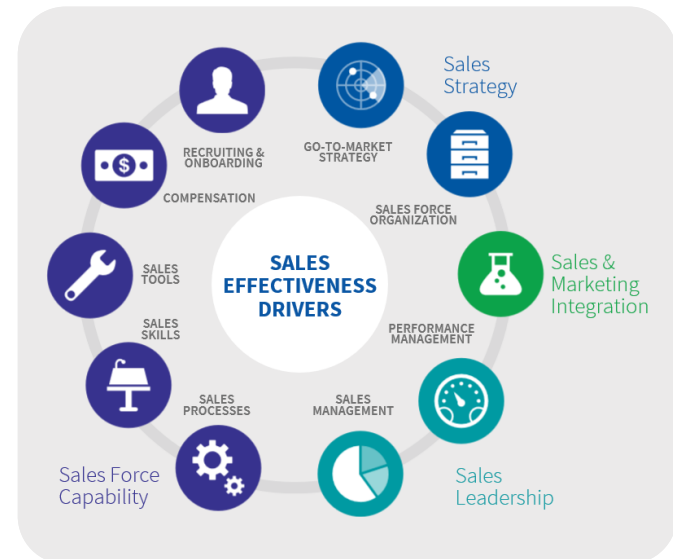 Sales
Strategy
RECRUITING &
ONBOARDING
GO-TO-MARKET
STRATEGY
$
COMPENSATION
SALES FORCE
ORGANIZATION
SALES
EFFECTIVENESS
DRIVERS
SALES
TOOLS
Sales &
Marketing
Integration
SALES
SKILLS
PERFORMANCE
MANAGEMENT
SALES
PROCESSES
SALES
MANAGEMENT
Sales Force
Capability
Sales
Leadership